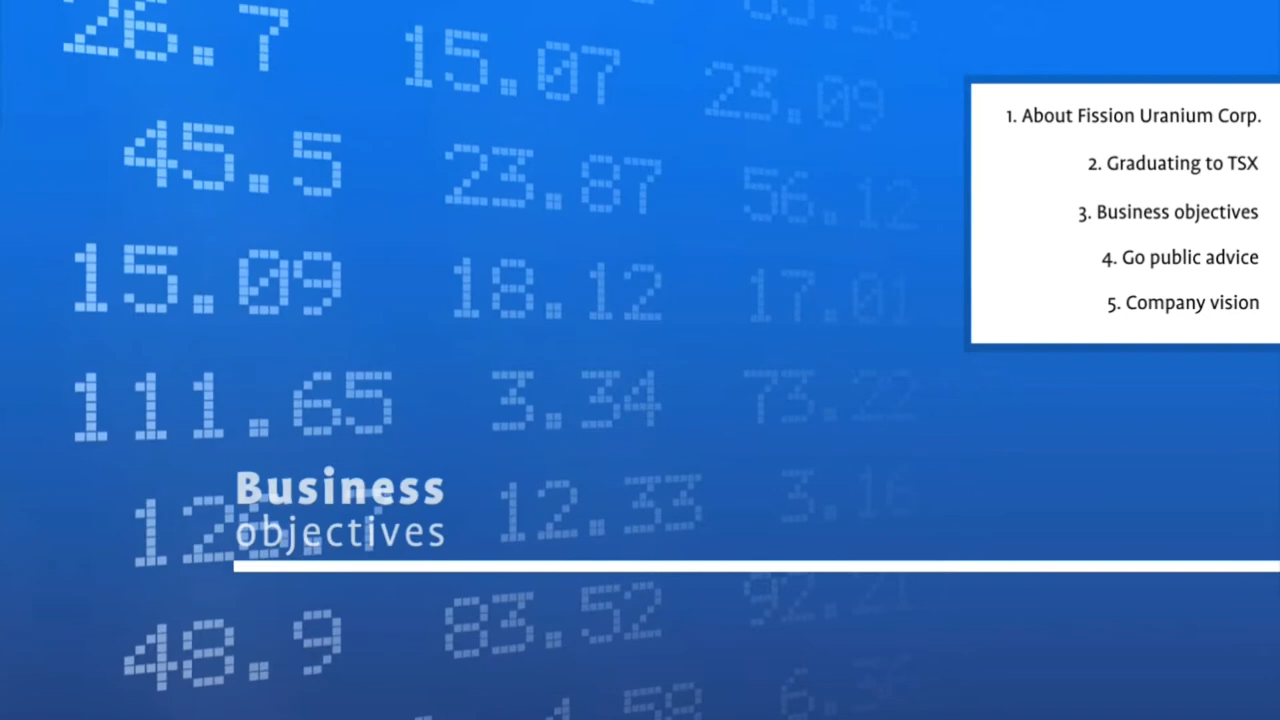 26.7 15.07 23.09
45.5 23.87 56.12
15.09 18.12 17.01
111.65 3.34 73.22
12.33 3.16
48.9 83.52 92.21
6.36
1. About Fission Uranium Corp.
2. Graduating to TSX
3. Business objectives
4. Go public advice
5. Company vision
Business
objectives